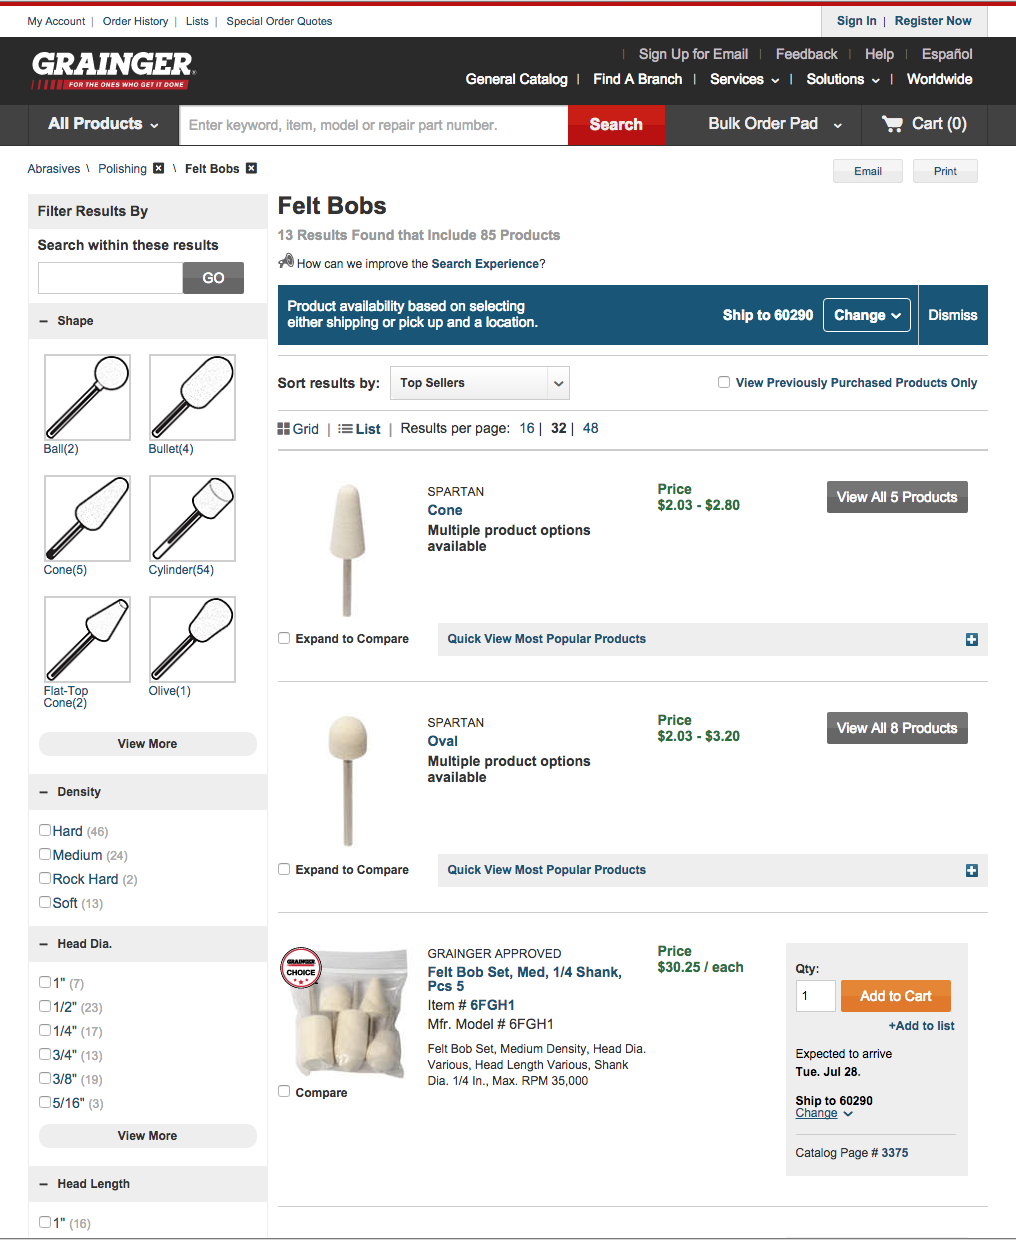 My Account | Order History | Lists | Special Order Quotes
Sign In | Register Now
GRAINGER
FOR THE ONES WHO GET IT DONE
Sign Up for Email | Feedback | Help | Español
General Catalog | Find A Branch | Services | Solutions | Worldwide
All Products
Enter keyword, item, model or repair part number.
Search
Bulk Order Pad
Cart (0)
Abrasives \ Polishing \ Felt Bobs
Email
Print
Filter Results By
Search within these results
GO
Shape
Ball(2)
Bullet(4)
Cone(5)
Cylinder(54)
Flat-Top
Cone(2)
Olive(1)
View More
Density
Hard (46)
Medium (24)
Rock Hard (2)
Soft (13)
Head Dia.
1" (7)
1/2" (23)
1/4" (17)
3/4" (13)
3/8" (19)
5/16" (3)
View More
Head Length
1" (16)
Felt Bobs
13 Results Found that Include 85 Products
How can we improve the Search Experience?
Product availability based on selecting
either shipping or pick up and a location.
Ship to 60290
Change
Dismiss
Sort results by:
Top Sellers
View Previously Purchased Products Only
Grid | List | Results per page: 16 | 32 | 48
SPARTAN
Cone
Multiple product options
available
Price
$2.03 - $2.80
View All 5 Products
Expand to Compare
Quick View Most Popular Products
SPARTAN
Oval
Multiple product options
available
Price
$2.03 - $3.20
View All 8 Products
Expand to Compare
Quick View Most Popular Products
GRAINGER
CHOICE
Compare
GRAINGER APPROVED
Felt Bob Set, Med, 1/4 Shank,
Pcs 5
Item # 6FGH1
Mfr. Model # 6FGH1
Felt Bob Set, Medium Density, Head Dia.
Various, Head Length Various, Shank
Dia. 1/4 In., Max. RPM 35,000
Price
$30.25 / each
Qty:
1
Add to Cart
+Add to list
Expected to arrive
Tue. Jul 28.
Ship to 60290
Change
Catalog Page # 3375